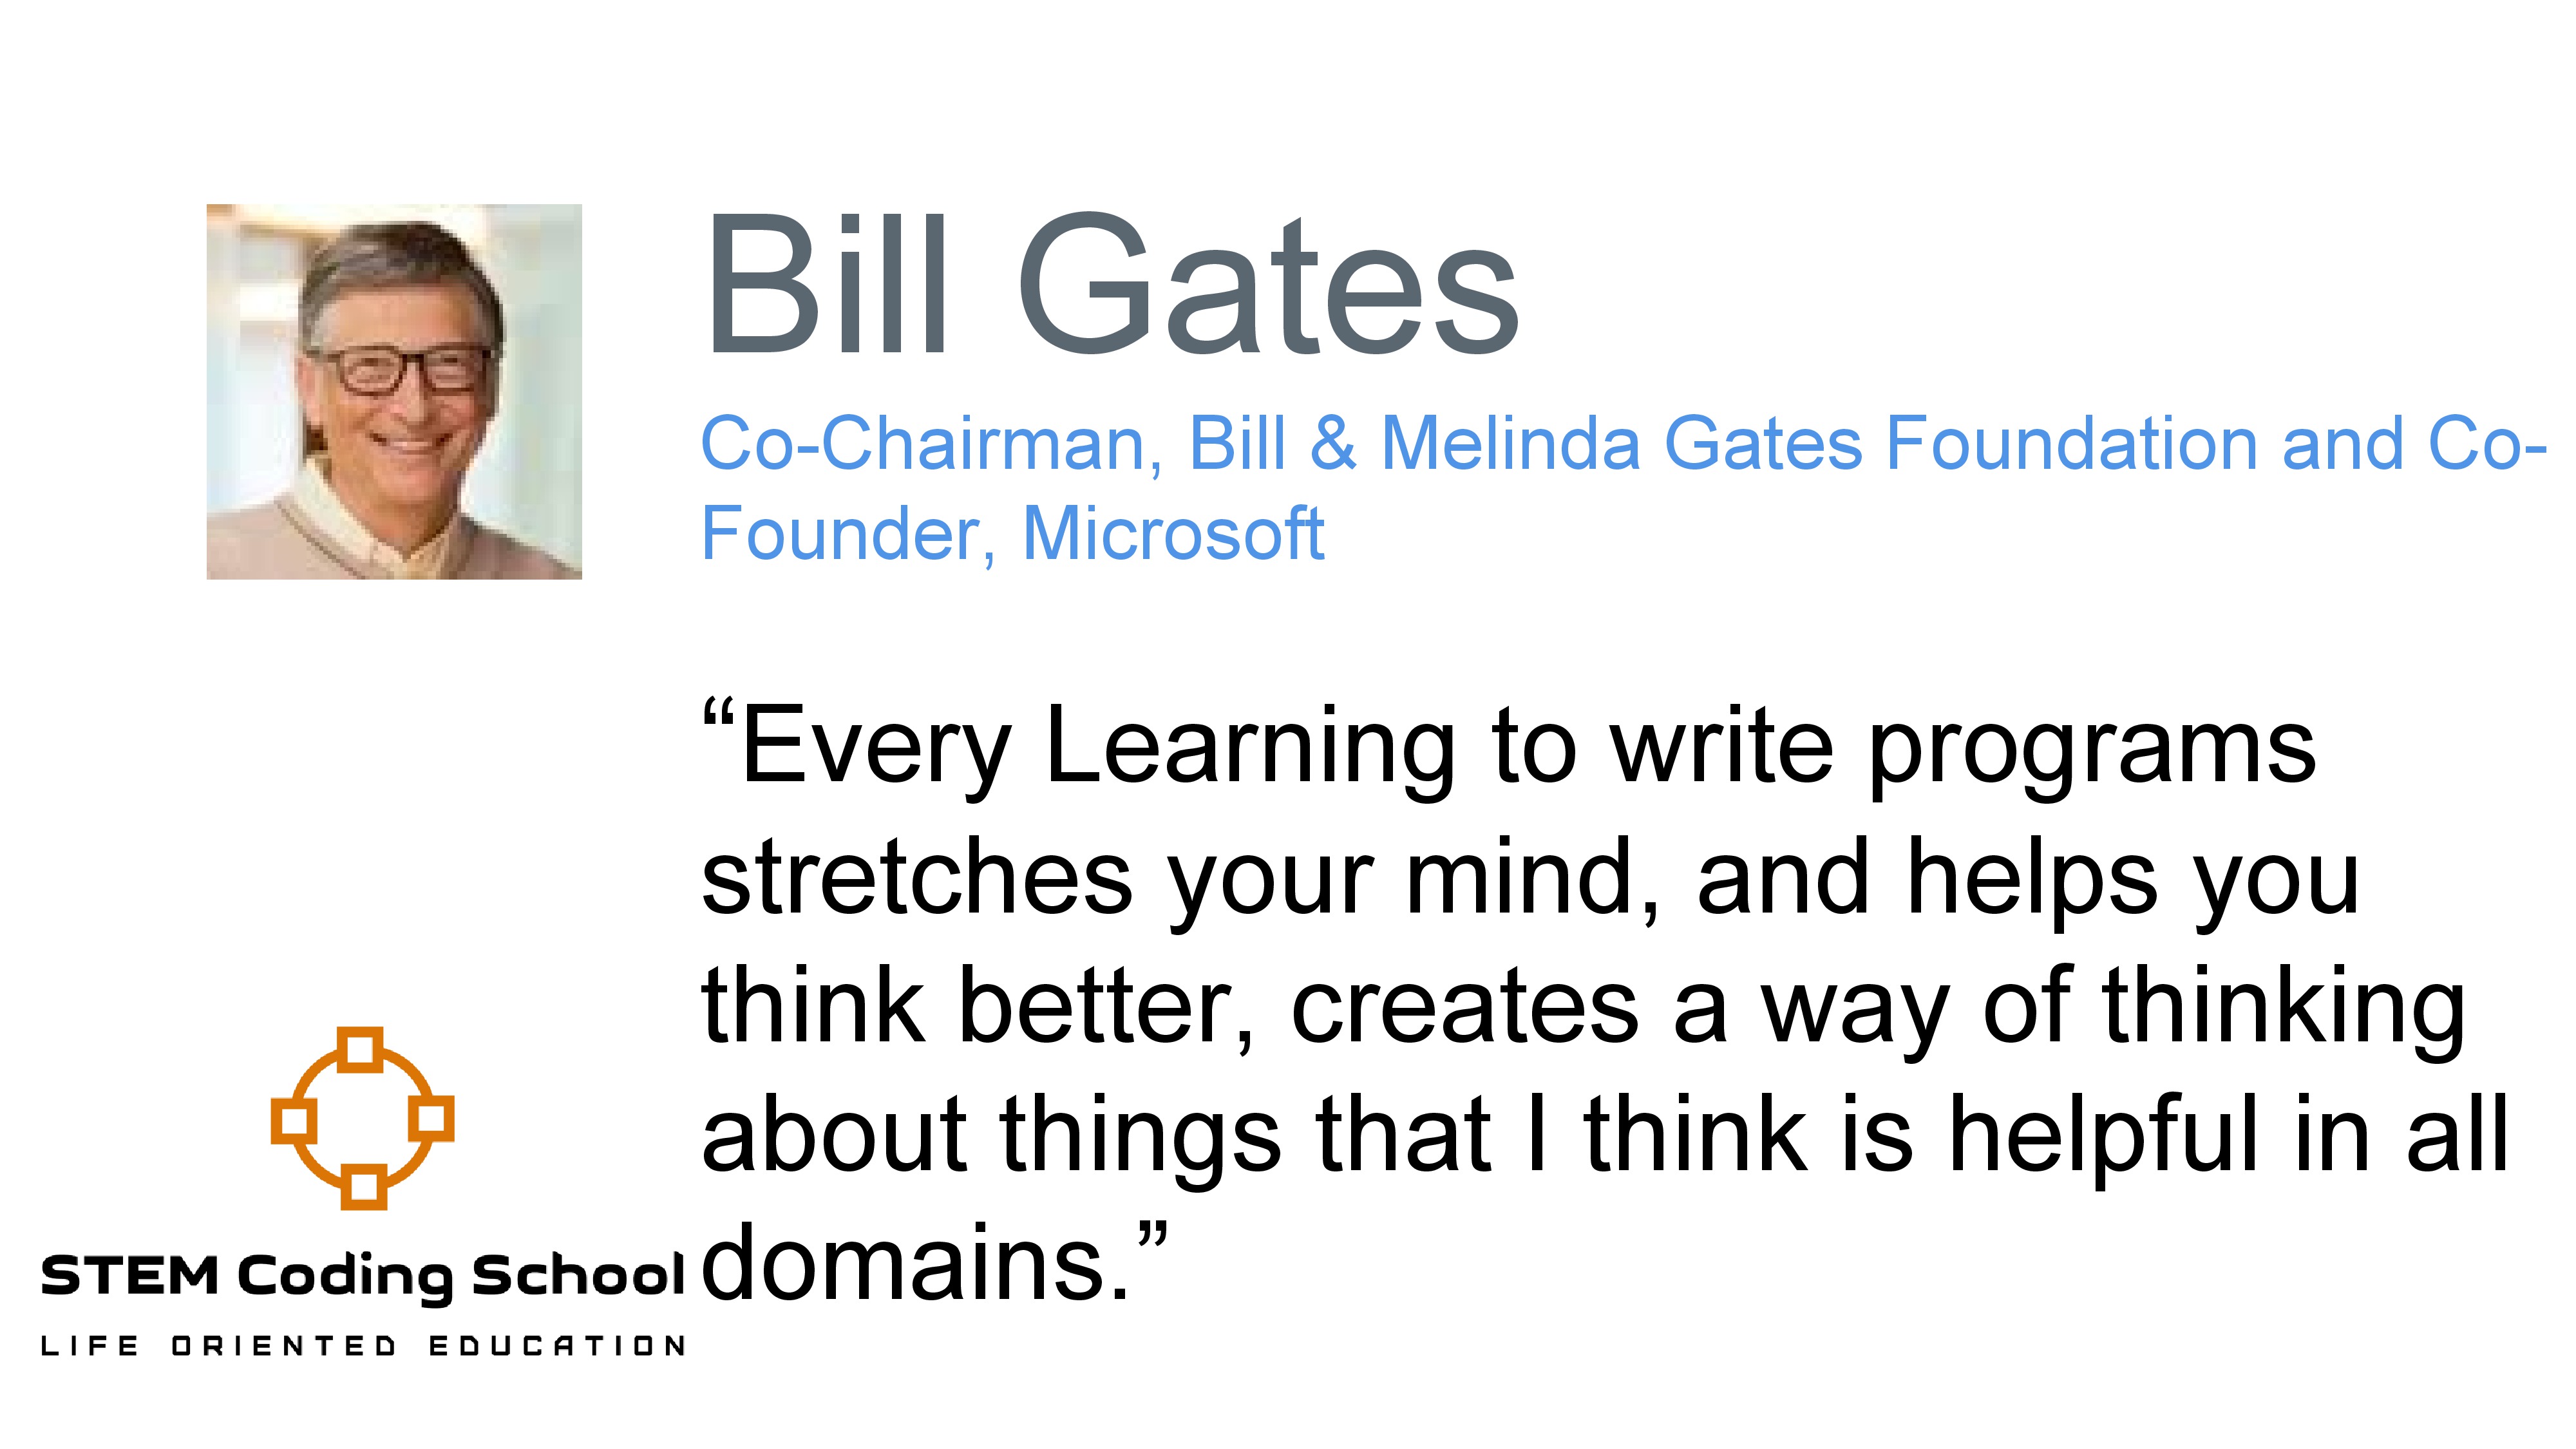 Bill Gates
Co-Chairman, Bill & Melinda Gates Foundation and Co-
Founder, Microsoft
“Every Learning to write programs
stretches your mind, and helps you
think better, creates a way of thinking
about things that I think is helpful in all
domains.”
STEM Coding School
LIFE ORIENTED EDUCATION